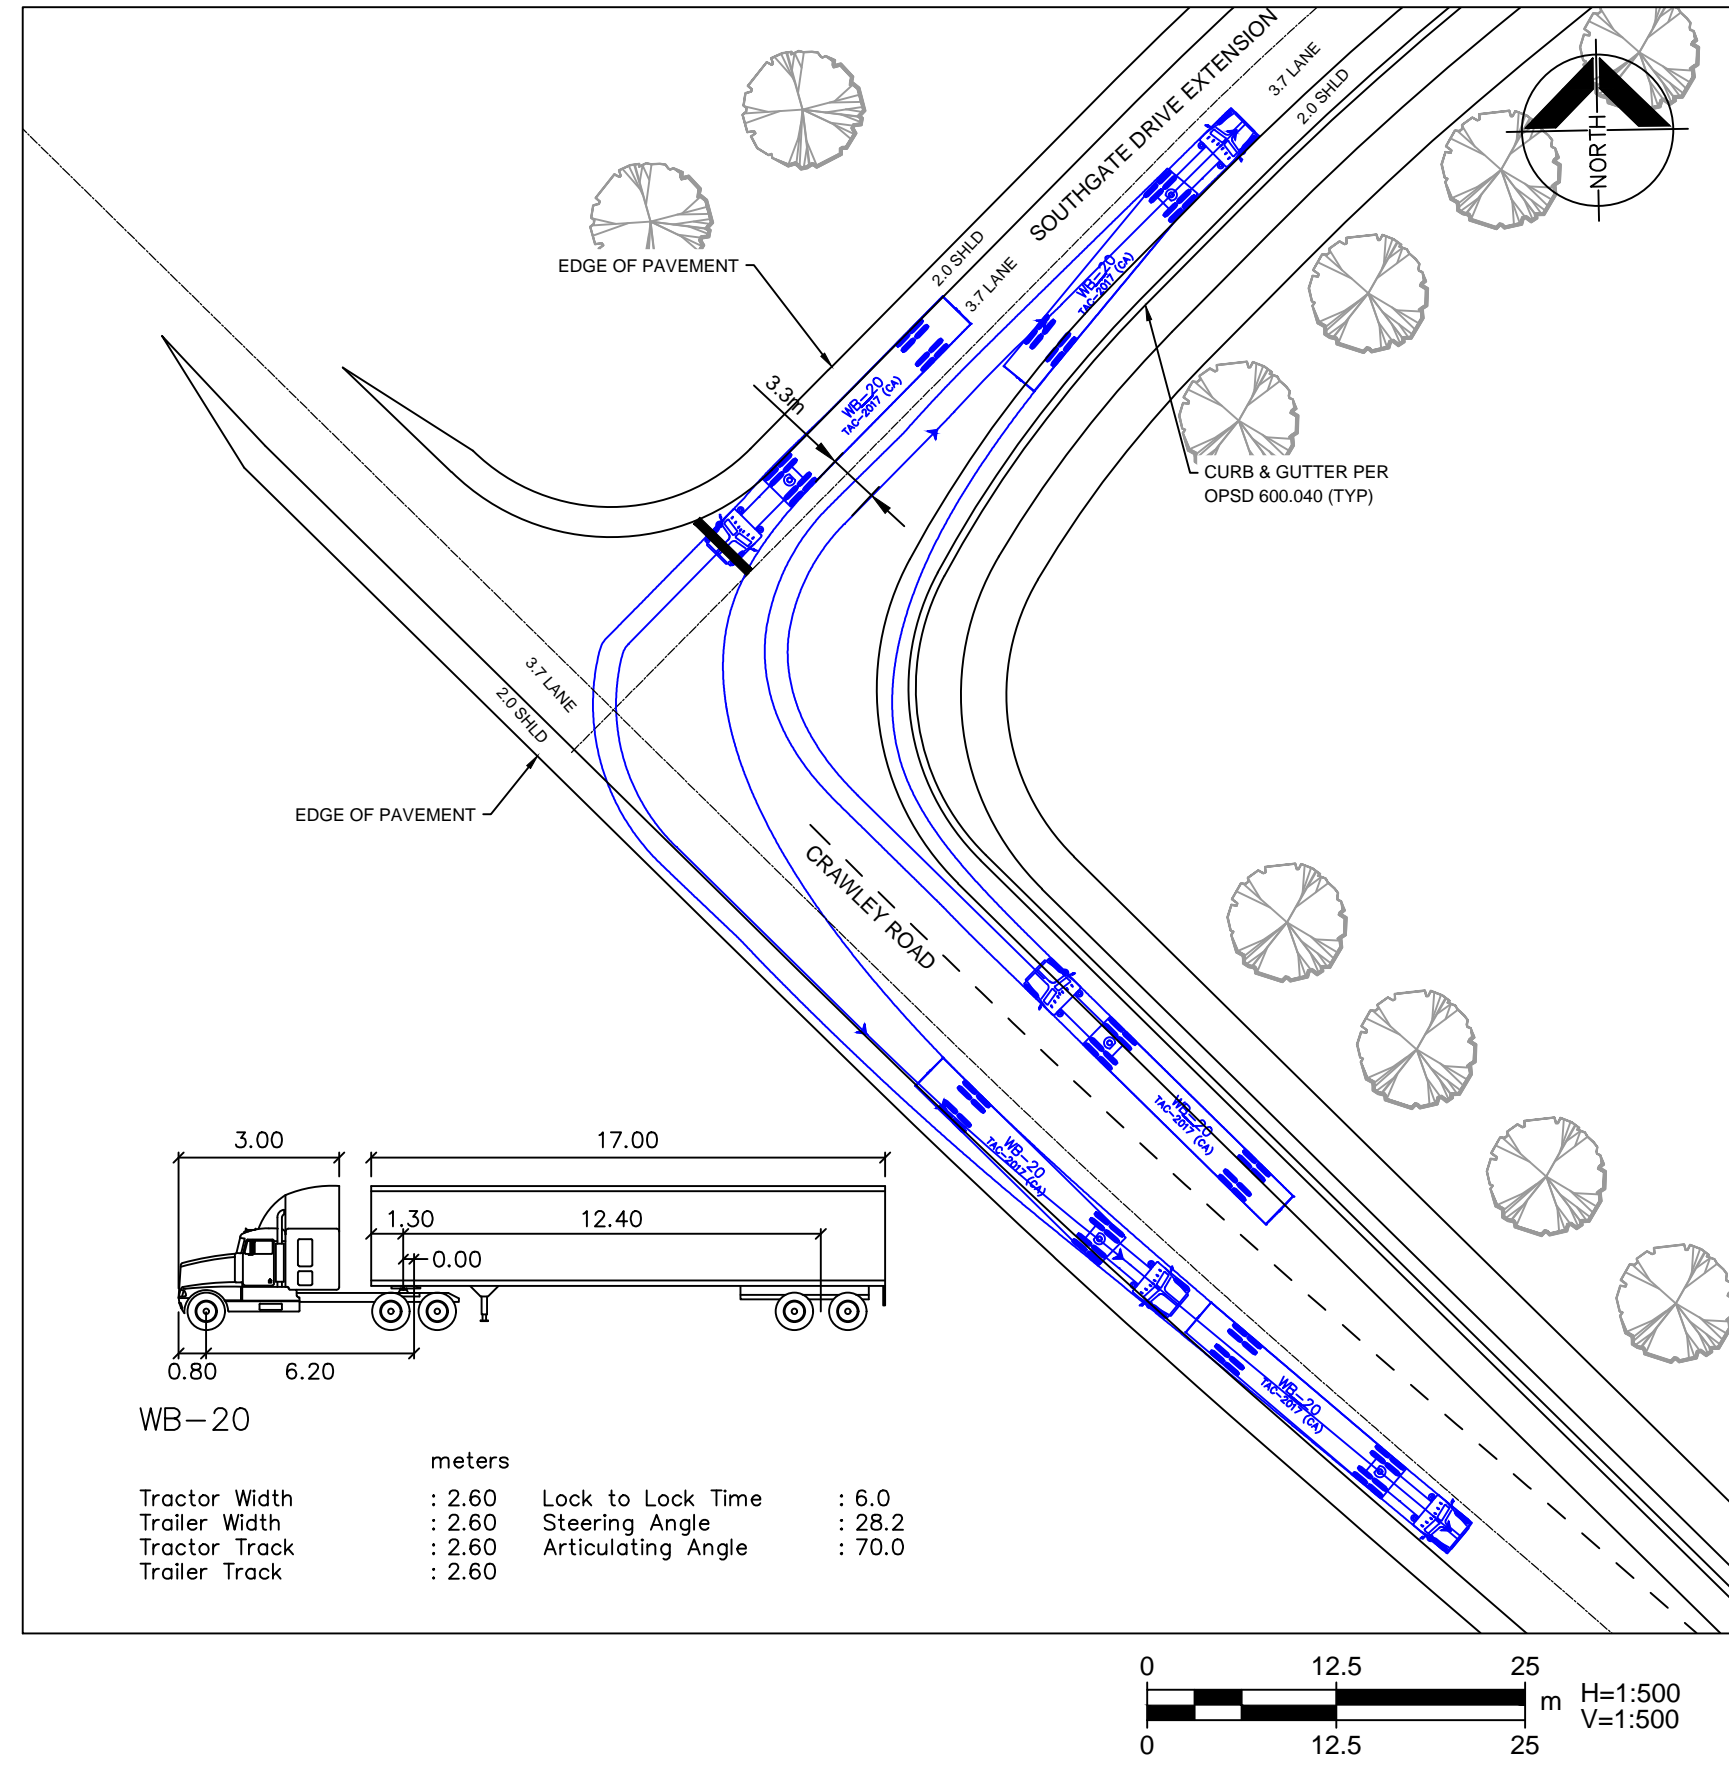 SOUTHGATE DRIVE EXTENSION
3.7 LANE
2.0 SHLD
NORTH
2.0 SHLD
3.7 LANE
EDGE OF PAVEMENT
WB-20
TAC-2017 (CA)
3.3m
WB-20
TAC-2017 (CA)
CURB & GUTTER PER
OPSD 600.040 (TYP)
3.7 LANE
2.0 SHLD
EDGE OF PAVEMENT
CRAWLEY ROAD
WB-20
TAC-2017 (CA)
WB-20
TAC-2017 (CA)
WB-20
TAC-2017 (CA)
3.00
17.00
1.30
12.40
0.00
0.80
6.20
WB-20
meters
Tractor Width : 2.60 Lock to Lock Time : 6.0
Trailer Width : 2.60 Steering Angle : 28.2
Tractor Track : 2.60 Articulating Angle : 70.0
Trailer Track : 2.60
0 12.5 25
m H=1:500
V=1:500
0 12.5 25